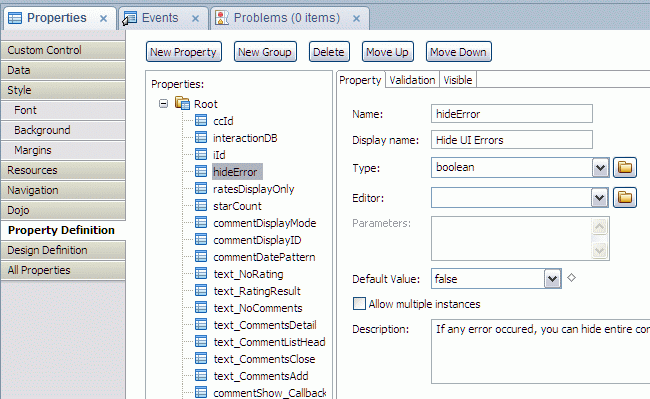 Properties
Events
Problems (0 items)
Custom Control
Data
Style
Font
Background
Margins
Resources
Navigation
Dojo
Property Definition
Design Definition
All Properties
New Property
New Group
Delete
Move Up
Move Down
Properties:
Root
ccId
interactionDB
iId
hideError
ratesDisplayOnly
starCount
commentDisplayMode
commentDisplayID
commentDatePattern
text_NoRating
text_RatingResult
text_NoComments
text_CommentsDetail
text_CommentListHead
text_CommentsClose
text_CommentsAdd
commentShow_Callback
Property
Validation
Visible
Name: hideError
Display name: Hide UI Errors
Type: boolean
Editor:
Parameters:
Default Value: false
Allow multiple instances
Description: If any error occured, you can hide entire con